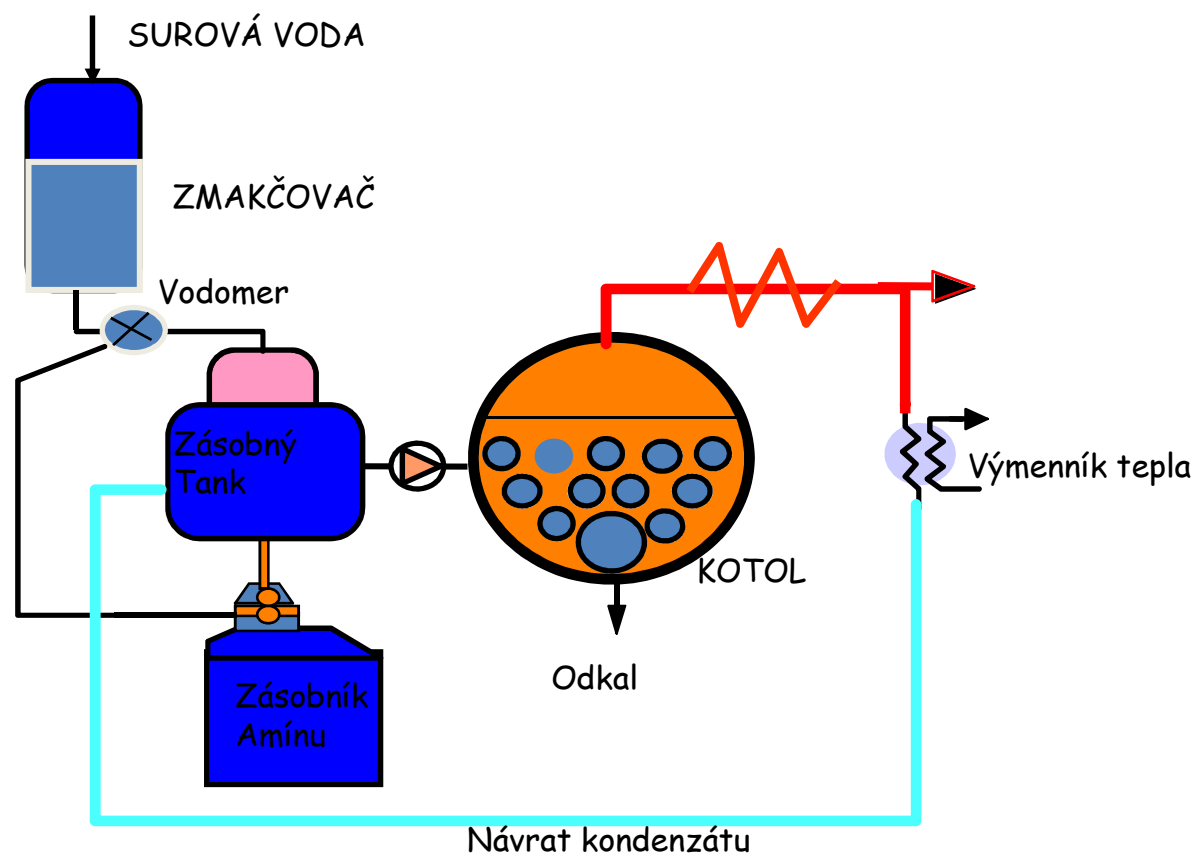 SUROVÁ VODA
ZMAKČOVAČ
Vodomer
Zásobný
Tank
Výmenník tepla
KOTOL
Odkal
Zásobník
Amínu
Návrat kondenzátu